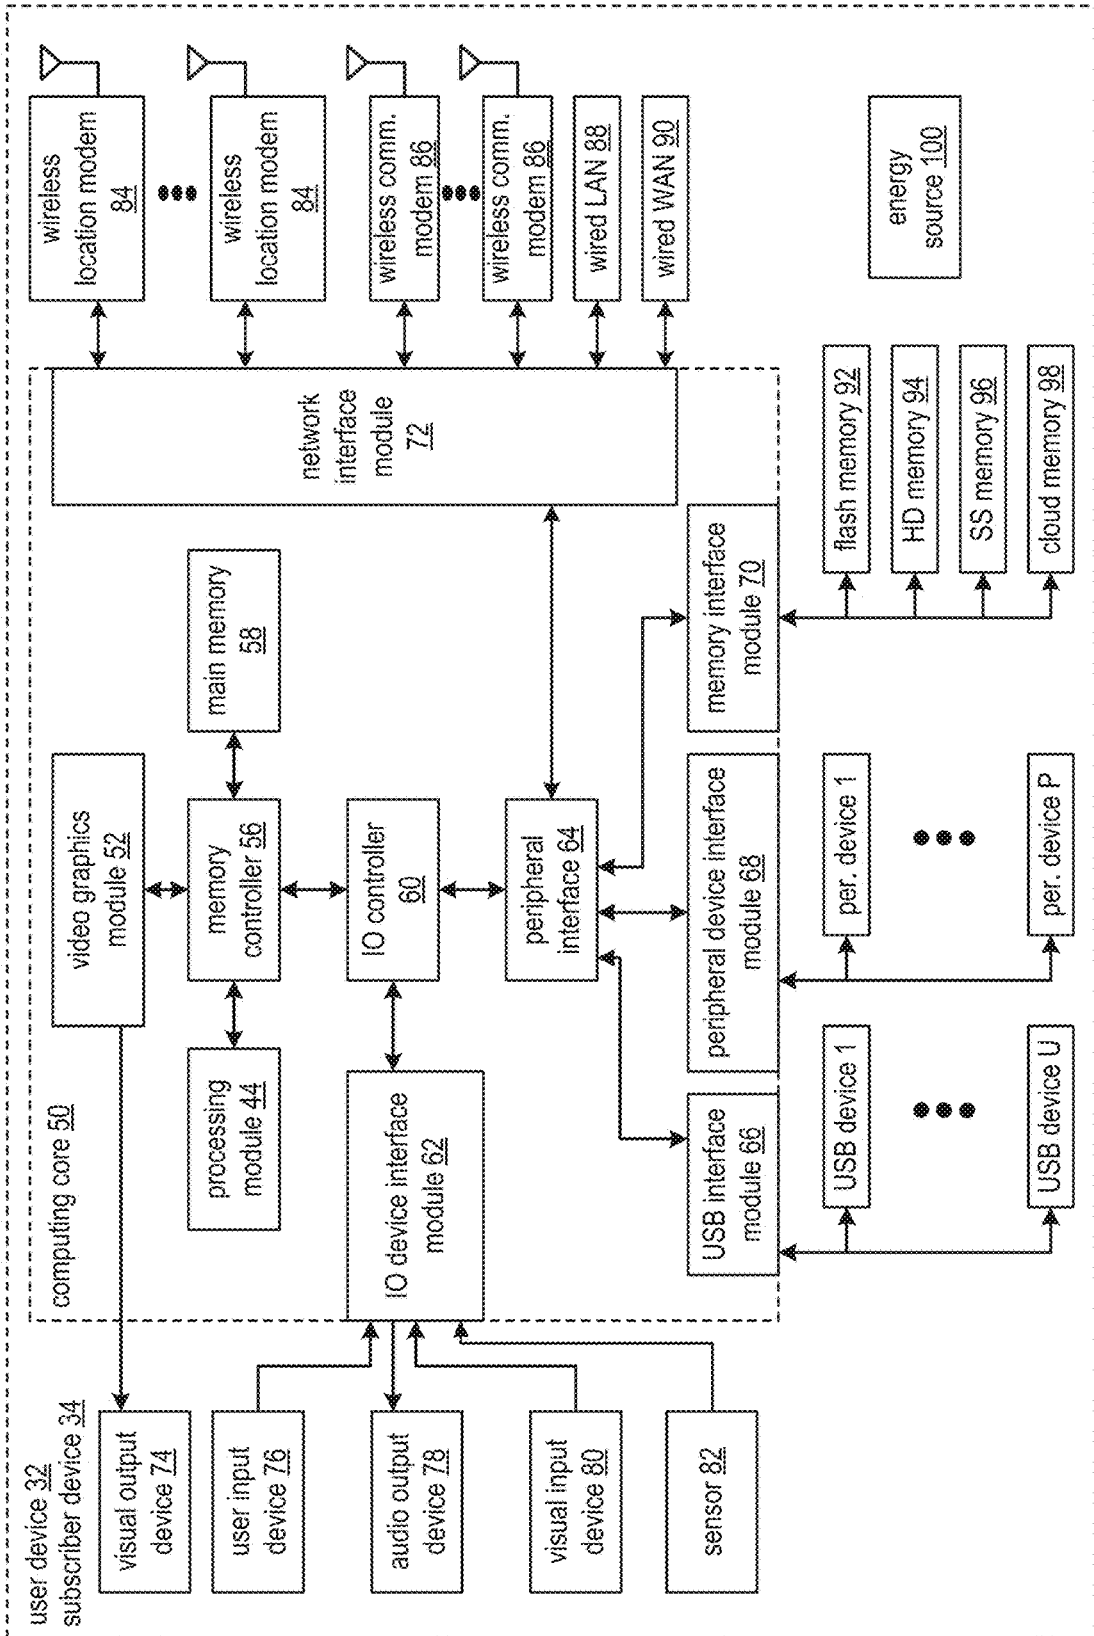 user device 32
subscriber device 34
computing core 50
visual output
device 74
user input
device 76
audio output
device 78
visual input
device 80
sensor 82
video graphics
module 52
processing
module 44
memory
controller 56
main memory
58
IO device interface
module 62
IO controller
60
peripheral
interface 64
network
interface
module
72
USB interface
module 66
peripheral device interface
module 68
memory interface
module 70
wireless
location modem
84
wireless
location modem
84
wireless comm.
modem 86
wireless comm.
modem 86
wired LAN 88
wired WAN 90
USB device 1
USB device U
per. device 1
per. device P
flash memory 92
HD memory 94
SS memory 96
cloud memory 98
energy
source 100